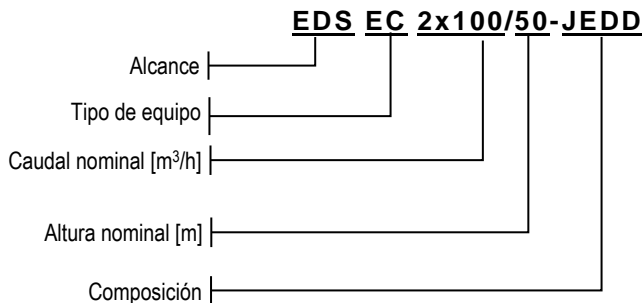 EDS EC 2x100/50-JEDD
Alcance
Tipo de equipo
Caudal nominal [m³/h]
Altura nominal [m]
Composición